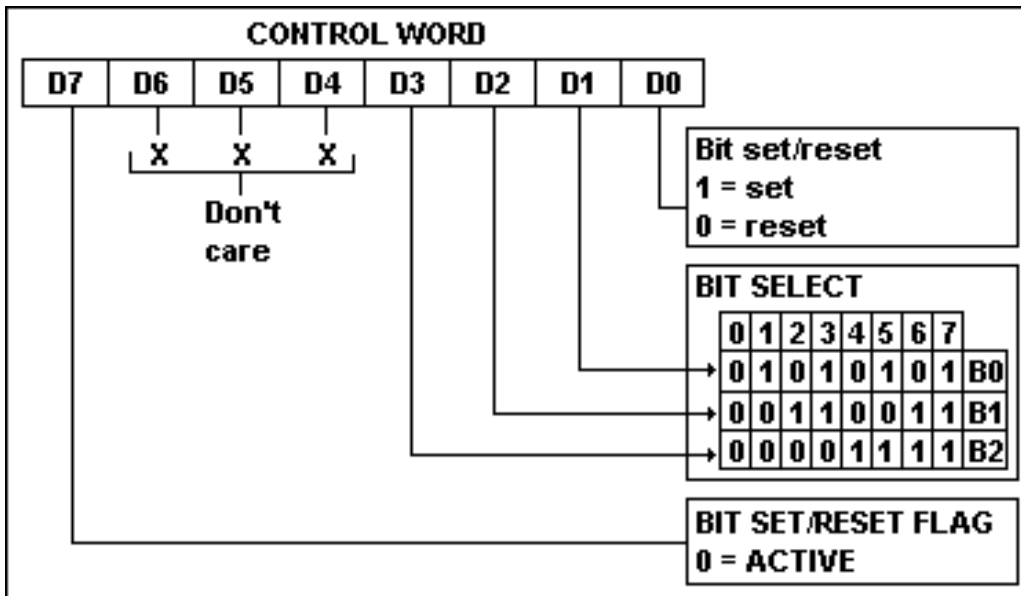 CONTROL WORD
D7 D6 D5 D4 D3 D2 D1 D0
X X X
Don't
care
Bit set/reset
1 = set
0 = reset
BIT SELECT
0 1 2 3 4 5 6 7
0 1 0 1 0 1 0 1 B0
0 0 1 1 0 0 1 1 B1
0 0 0 0 1 1 1 1 B2
BIT SET/RESET FLAG
0 = ACTIVE